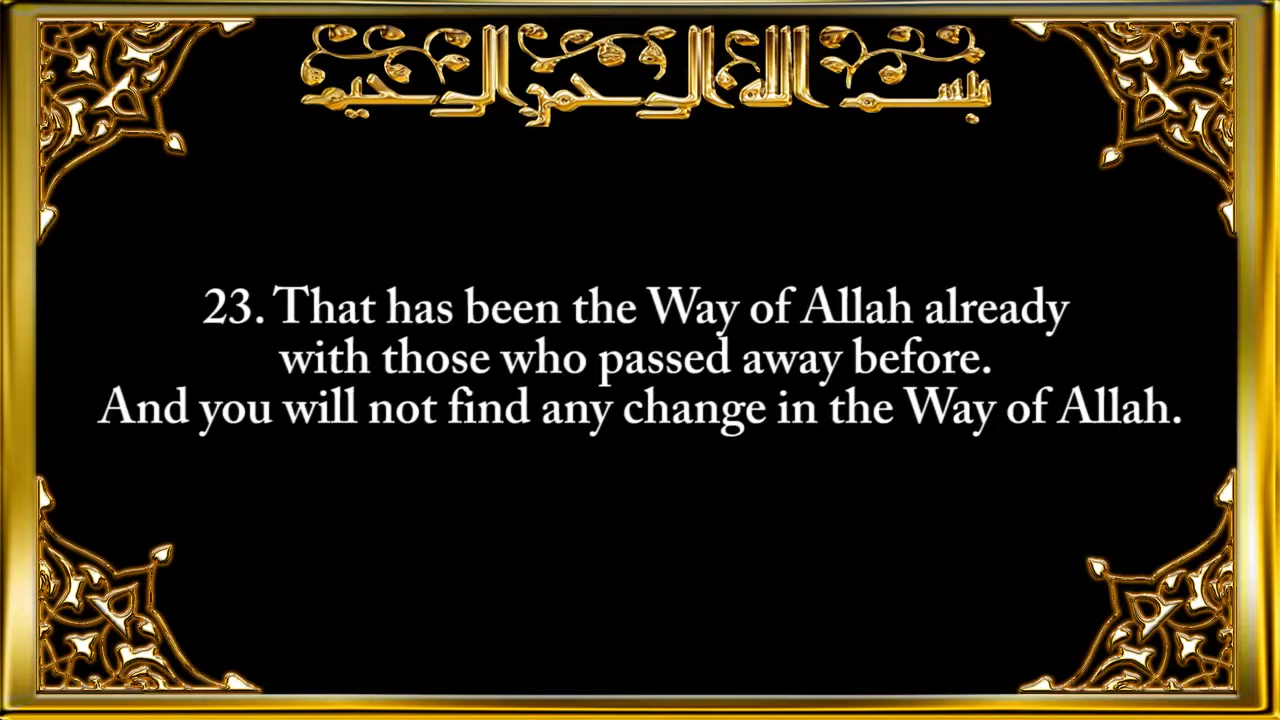 بسم الله الرحمن الرحيم
23. That has been the Way of Allah already
with those who passed away before.
And you will not find any change in the Way of Allah.